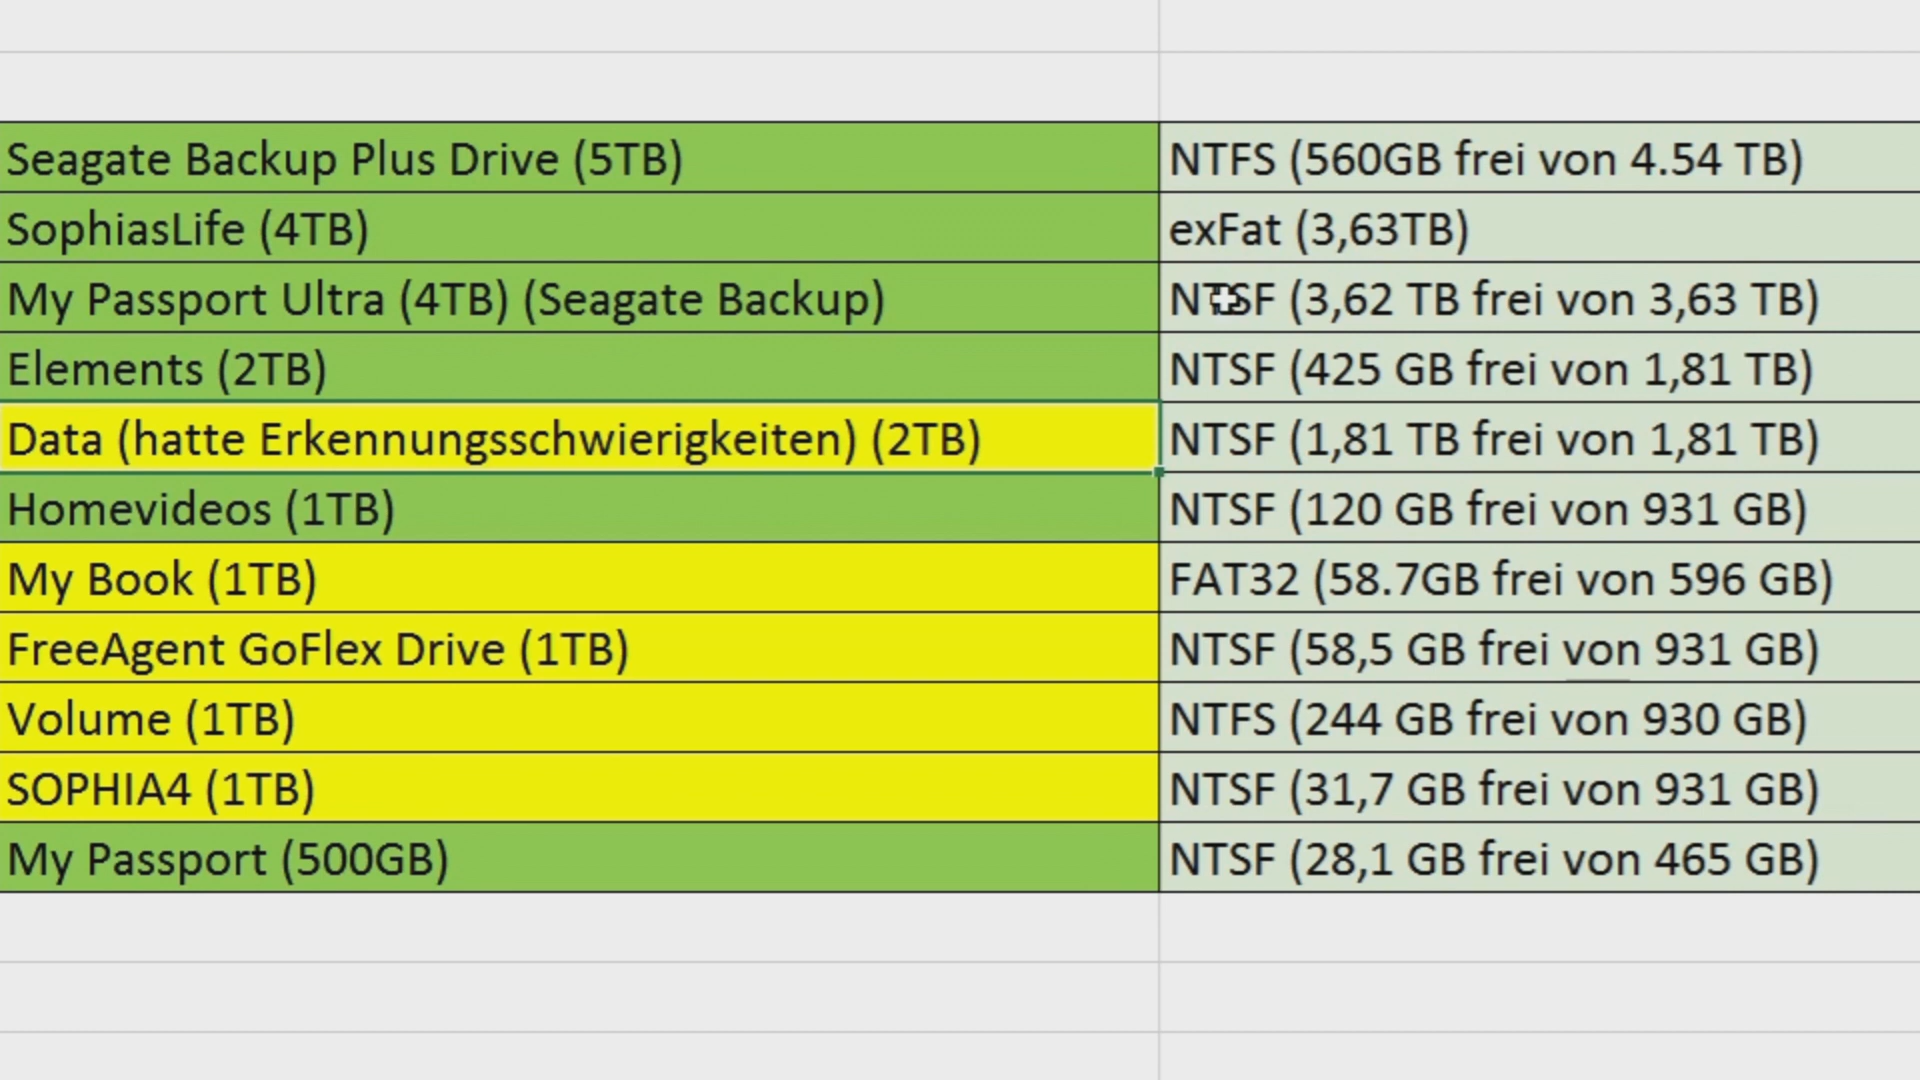 Seagate Backup Plus Drive (5TB) NTFS (560GB frei von 4.54 TB)
SophiasLife (4TB) exFat (3,63TB)
My Passport Ultra (4TB) (Seagate Backup) NTSF (3,62 TB frei von 3,63 TB)
Elements (2TB) NTSF (425 GB frei von 1,81 TB)
Data (hatte Erkennungsschwierigkeiten) (2TB) NTSF (1,81 TB frei von 1,81 TB)
Homevideos (1TB) NTSF (120 GB frei von 931 GB)
My Book (1TB) FAT32 (58.7GB frei von 596 GB)
FreeAgent GoFlex Drive (1TB) NTSF (58,5 GB frei von 931 GB)
Volume (1TB) NTFS (244 GB frei von 930 GB)
SOPHIA4 (1TB) NTSF (31,7 GB frei von 931 GB)
My Passport (500GB) NTSF (28,1 GB frei von 465 GB)